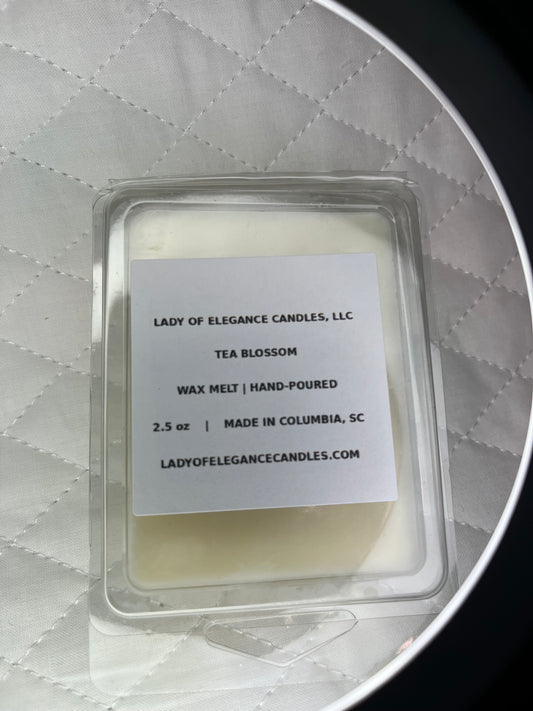 LADY OF ELEGANCE CANDLES, LLC
TEA BLOSSOM
WAX MELT | HAND-POURED
2.5 oz | MADE IN COLUMBIA, SC
LADYOFELEGANCECANDLES.COM